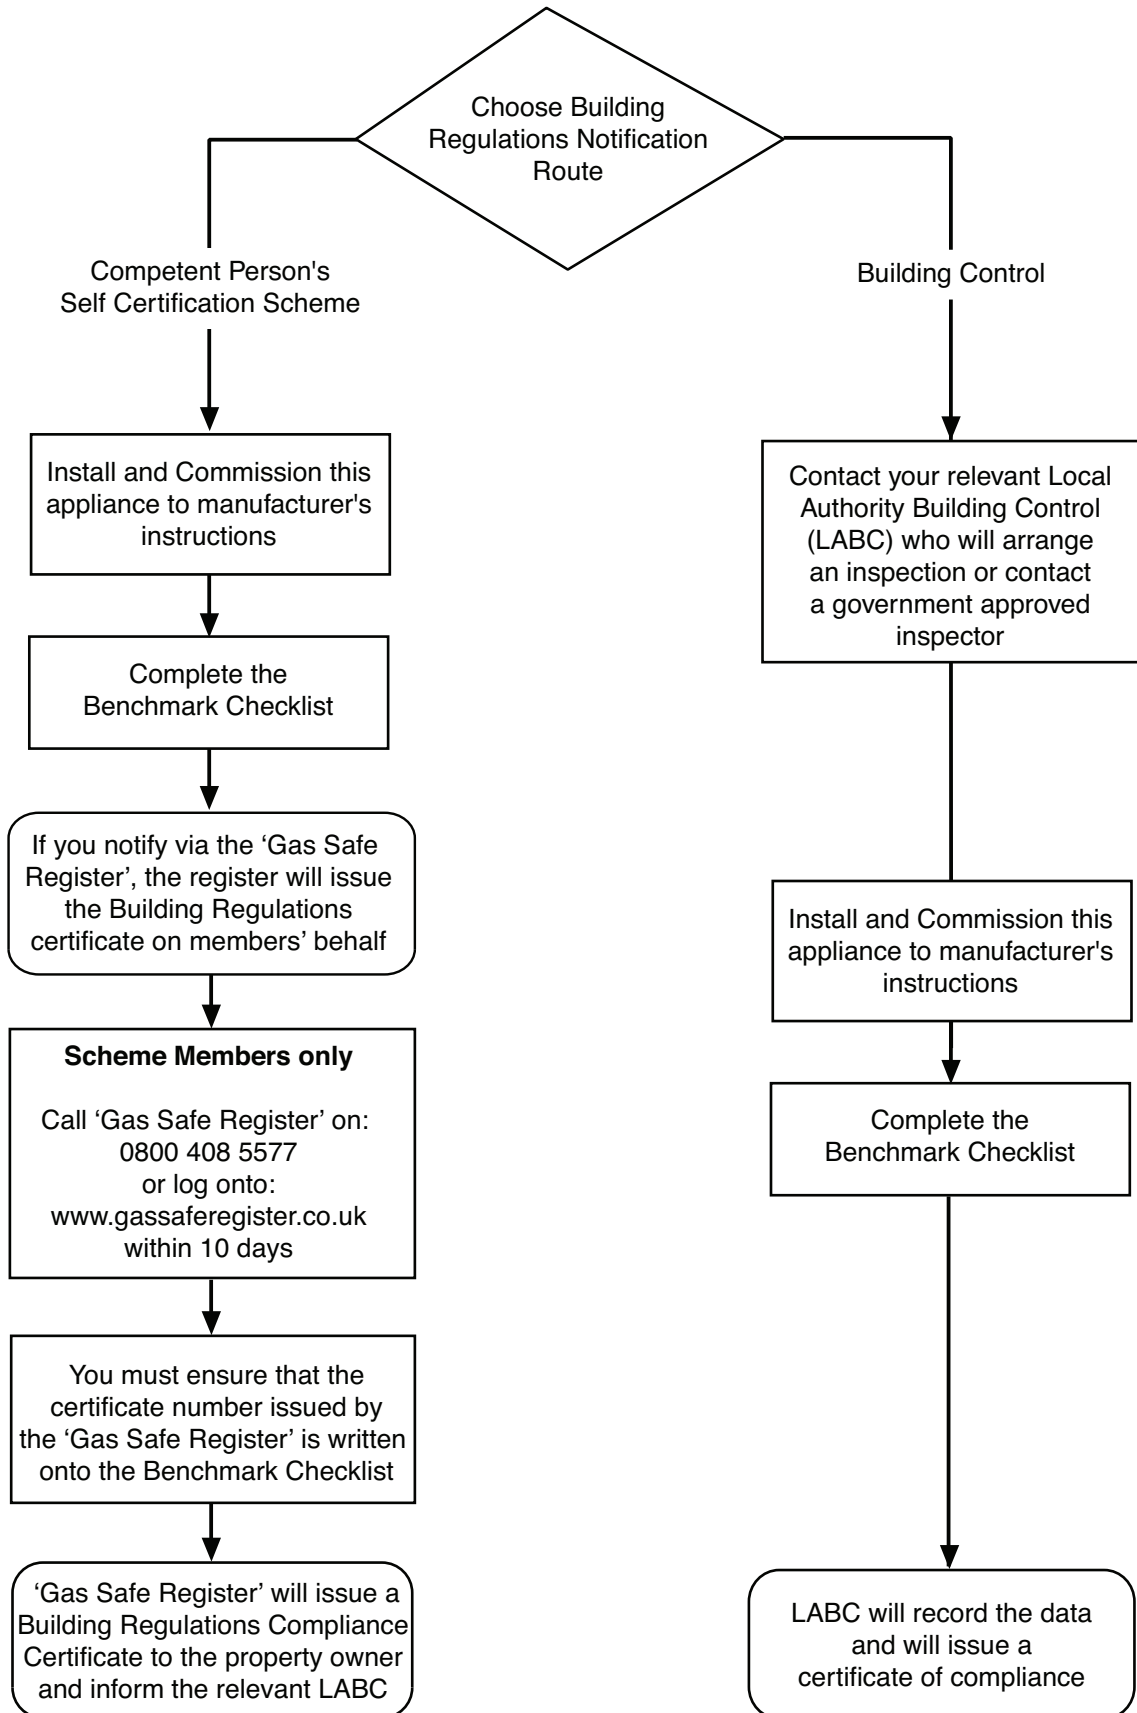 Choose Building
Regulations Notification
Route
Competent Person's
Self Certification Scheme
Building Control
Install and Commission this
appliance to manufacturer's
instructions
Contact your relevant Local
Authority Building Control
(LABC) who will arrange
an inspection or contact
a government approved
inspector
Complete the
Benchmark Checklist
If you notify via the ‘Gas Safe
Register’, the register will issue
the Building Regulations
certificate on members’ behalf
Install and Commission this
appliance to manufacturer's
instructions
Scheme Members only
Call ‘Gas Safe Register’ on:
0800 408 5577
or log onto:
www.gassaferegister.co.uk
within 10 days
Complete the
Benchmark Checklist
You must ensure that the
certificate number issued by
the ‘Gas Safe Register’ is written
onto the Benchmark Checklist
‘Gas Safe Register’ will issue a
Building Regulations Compliance
Certificate to the property owner
and inform the relevant LABC
LABC will record the data
and will issue a
certificate of compliance